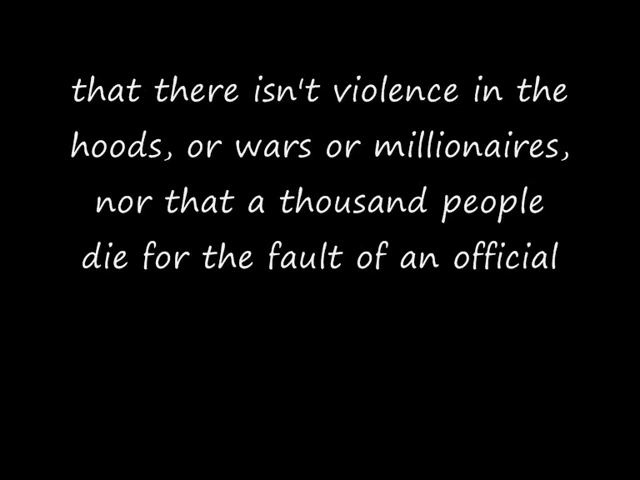 that there isn't violence in the
hoods, or wars or millionaires,
nor that a thousand people
die for the fault of an official